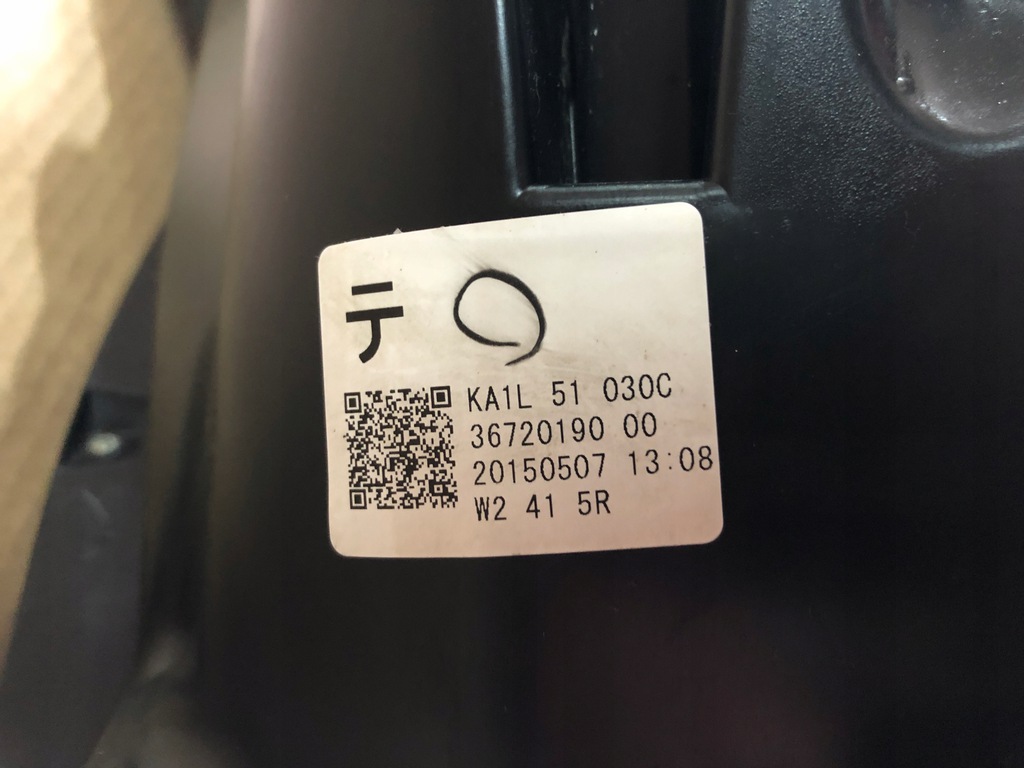 テ
KA1L 51 030C
36720190 00
20150507 13:08
W2 41 5R